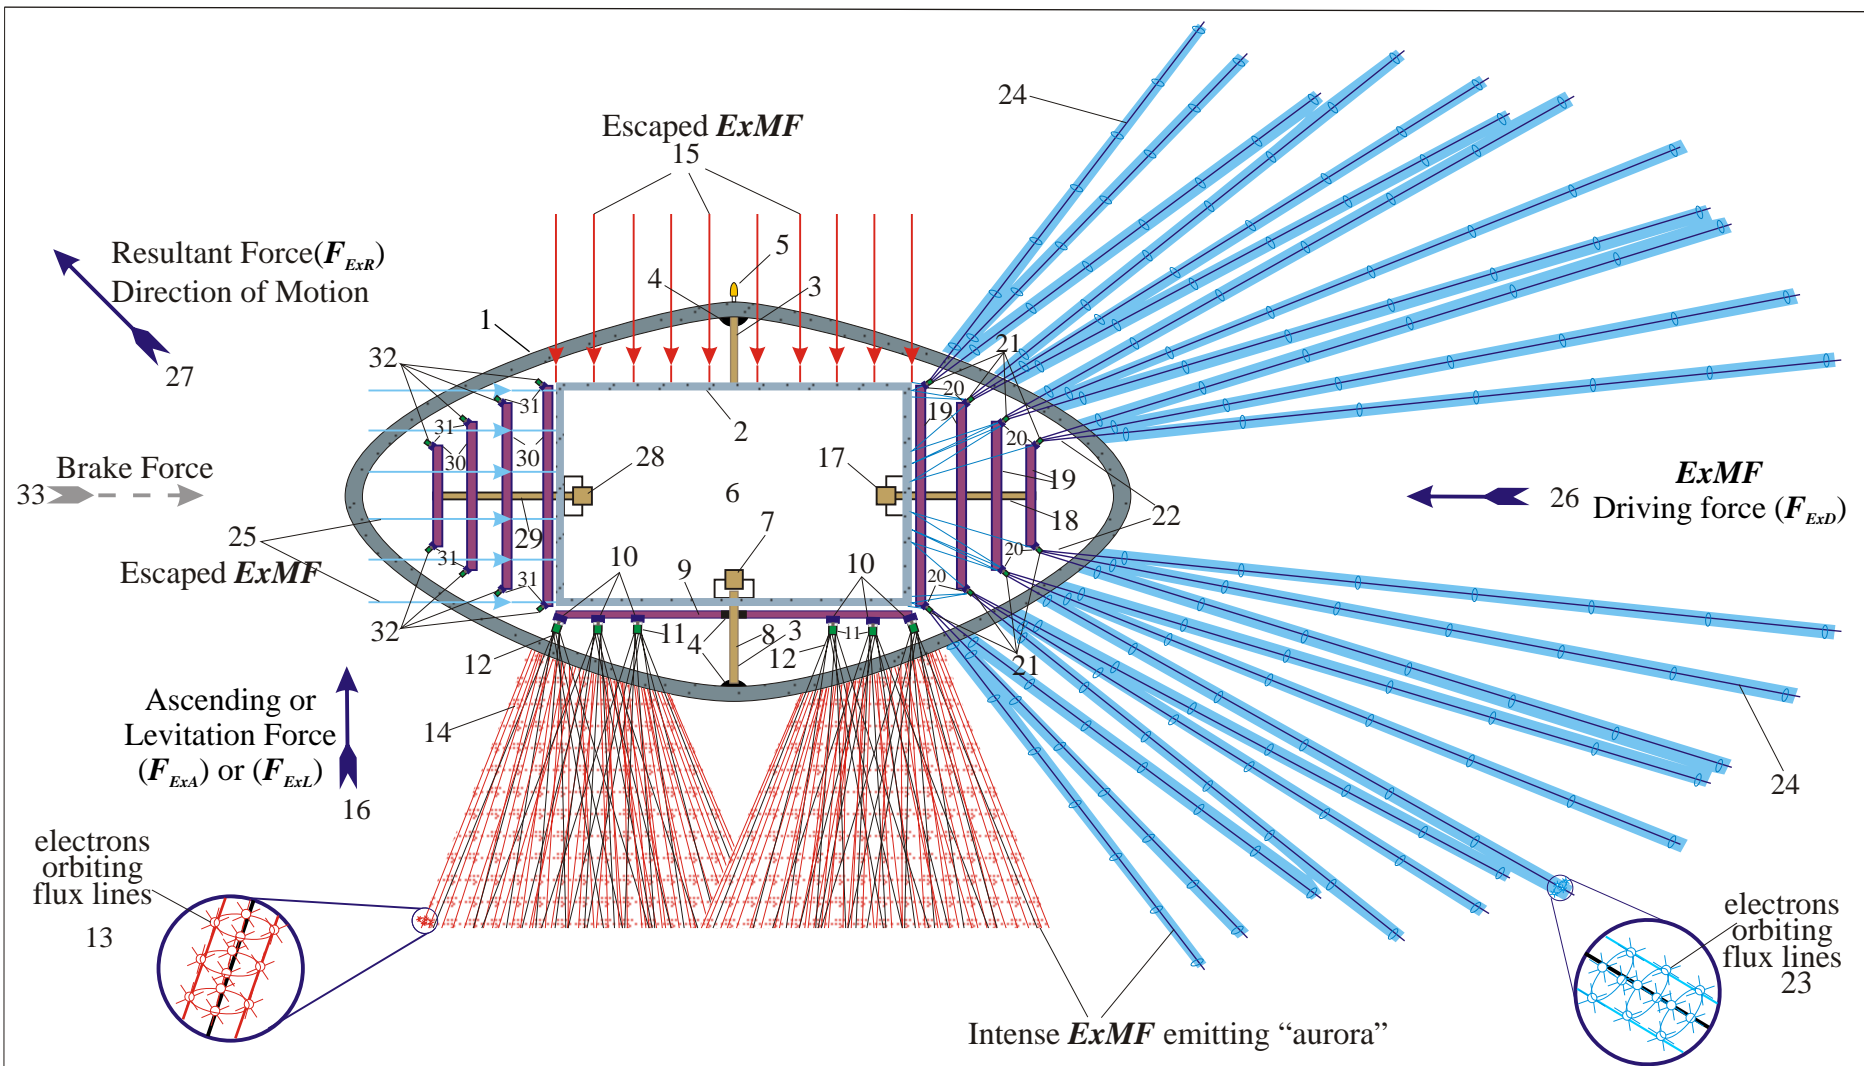 24
Escaped ExMF
15
Resultant Force(F ExR)
Direction of Motion
27
5
4
3
1
21
32
20
31
19
2
31
20
30
30
Brake Force
33
28
17
6
19
ExMF
26
Driving force (F ExD)
29
18
22
25
7
10
9
10
31
20
Escaped ExMF
31
20
32
11
8
3
11
12
4
12
21
Ascending or
Levitation Force
(F ExA) or (F ExL)
16
14
24
electrons
orbiting
flux lines
13
electrons
orbiting
flux lines
23
Intense ExMF emitting “aurora”